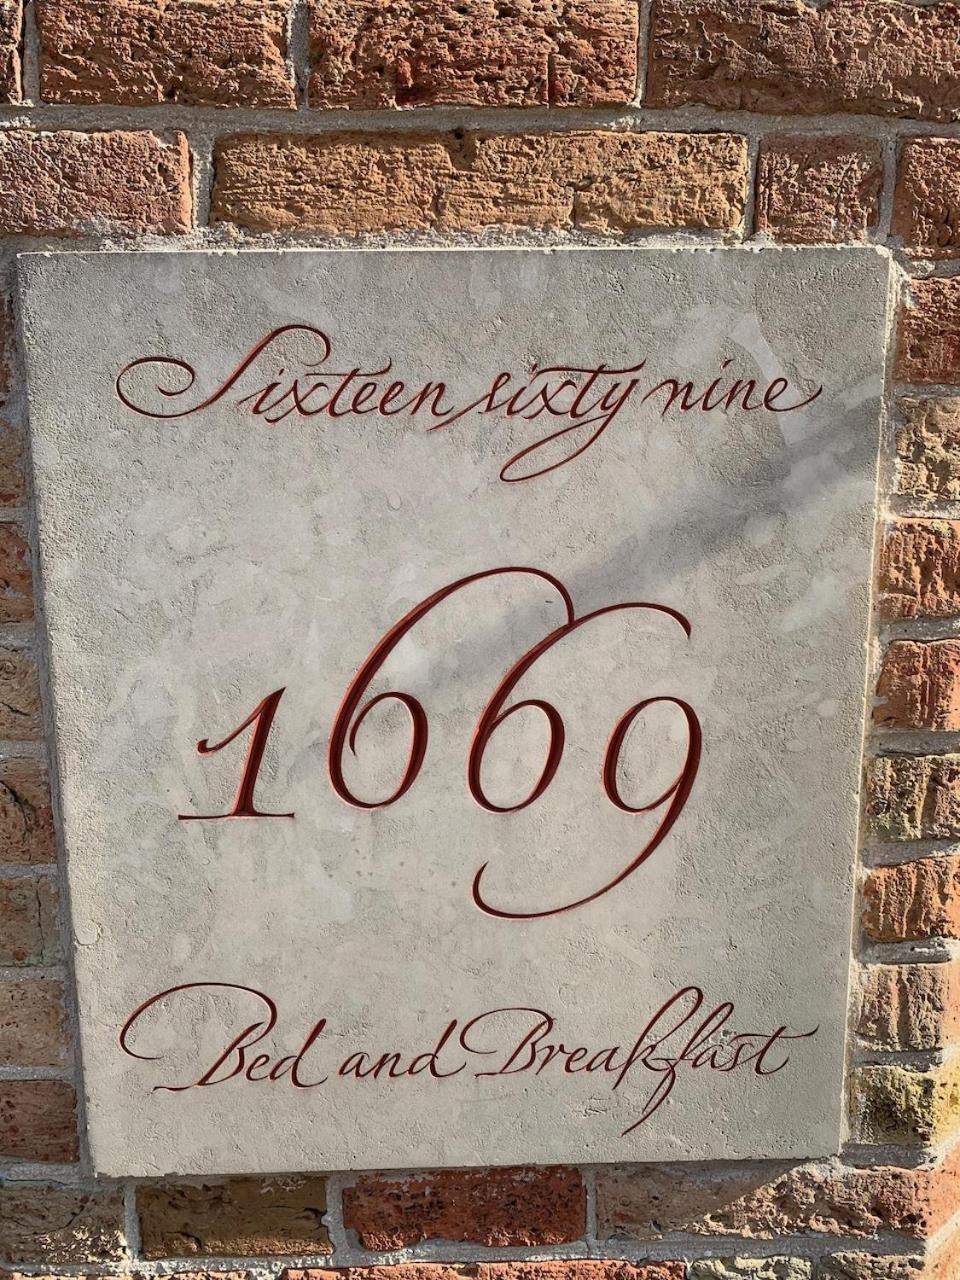 Sixteen sixty nine
1669
Bed and Breakfast